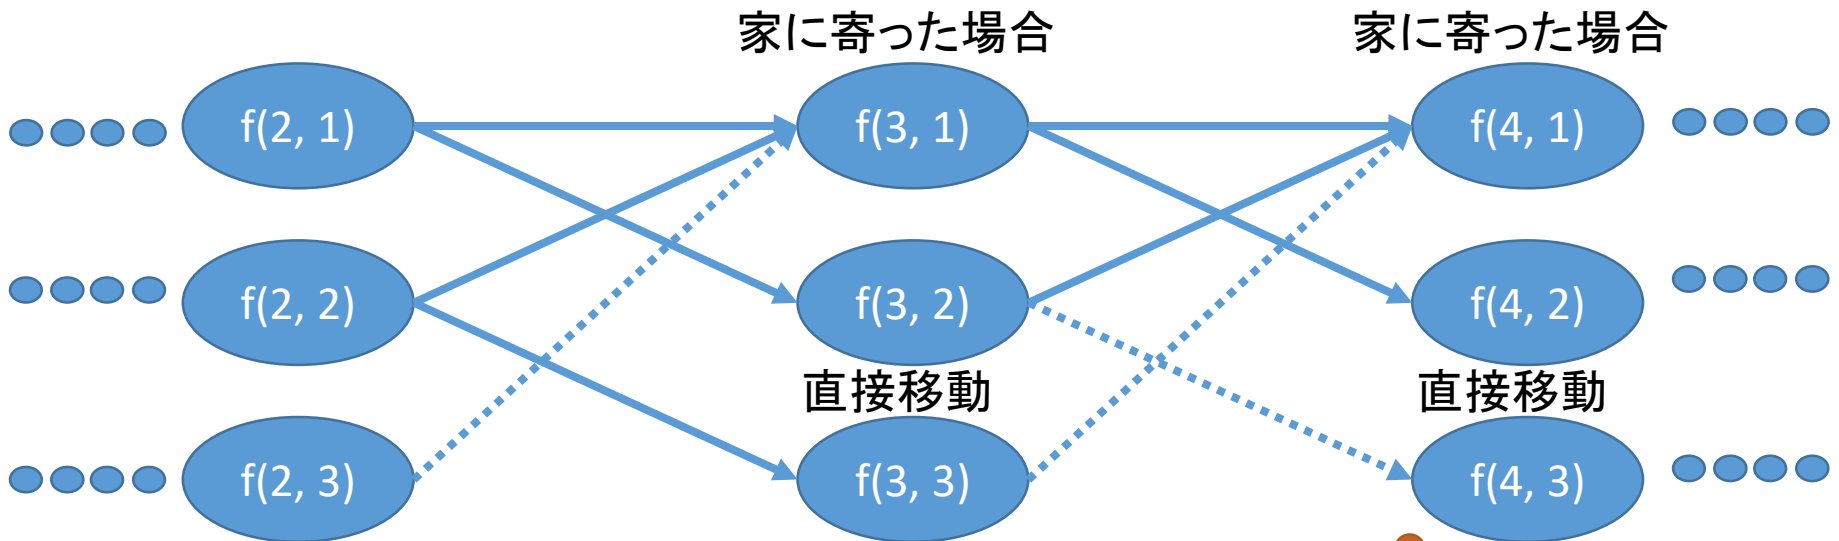 家に寄った場合 家に寄った場合
f(2, 1) f(3, 1) f(4, 1)
f(2, 2) f(3, 2) f(4, 2)
直接移動 直接移動
f(2, 3) f(3, 3) f(4, 3)